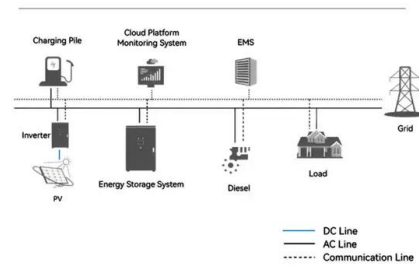 Charging Pile
Cloud Platform
Monitoring System
EMS
Grid
Inverter
PV
Energy Storage System
Diesel
Load
DC Line
AC Line
Communication Line